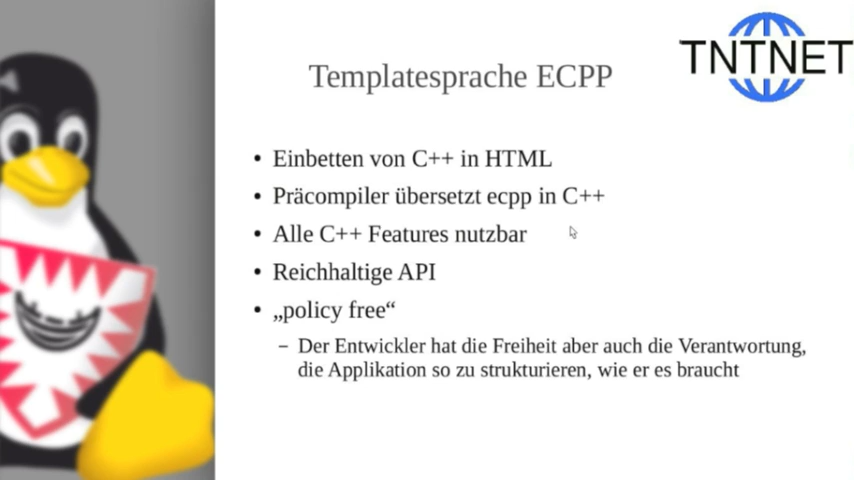 TNTNET
Templatesprache ECPP
• Einbetten von C++ in HTML
• Präcompiler übersetzt ecpp in C++
• Alle C++ Features nutzbar
• Reichhaltige API
• „policy free“
– Der Entwickler hat die Freiheit aber auch die Verantwortung,
die Applikation so zu strukturieren, wie er es braucht